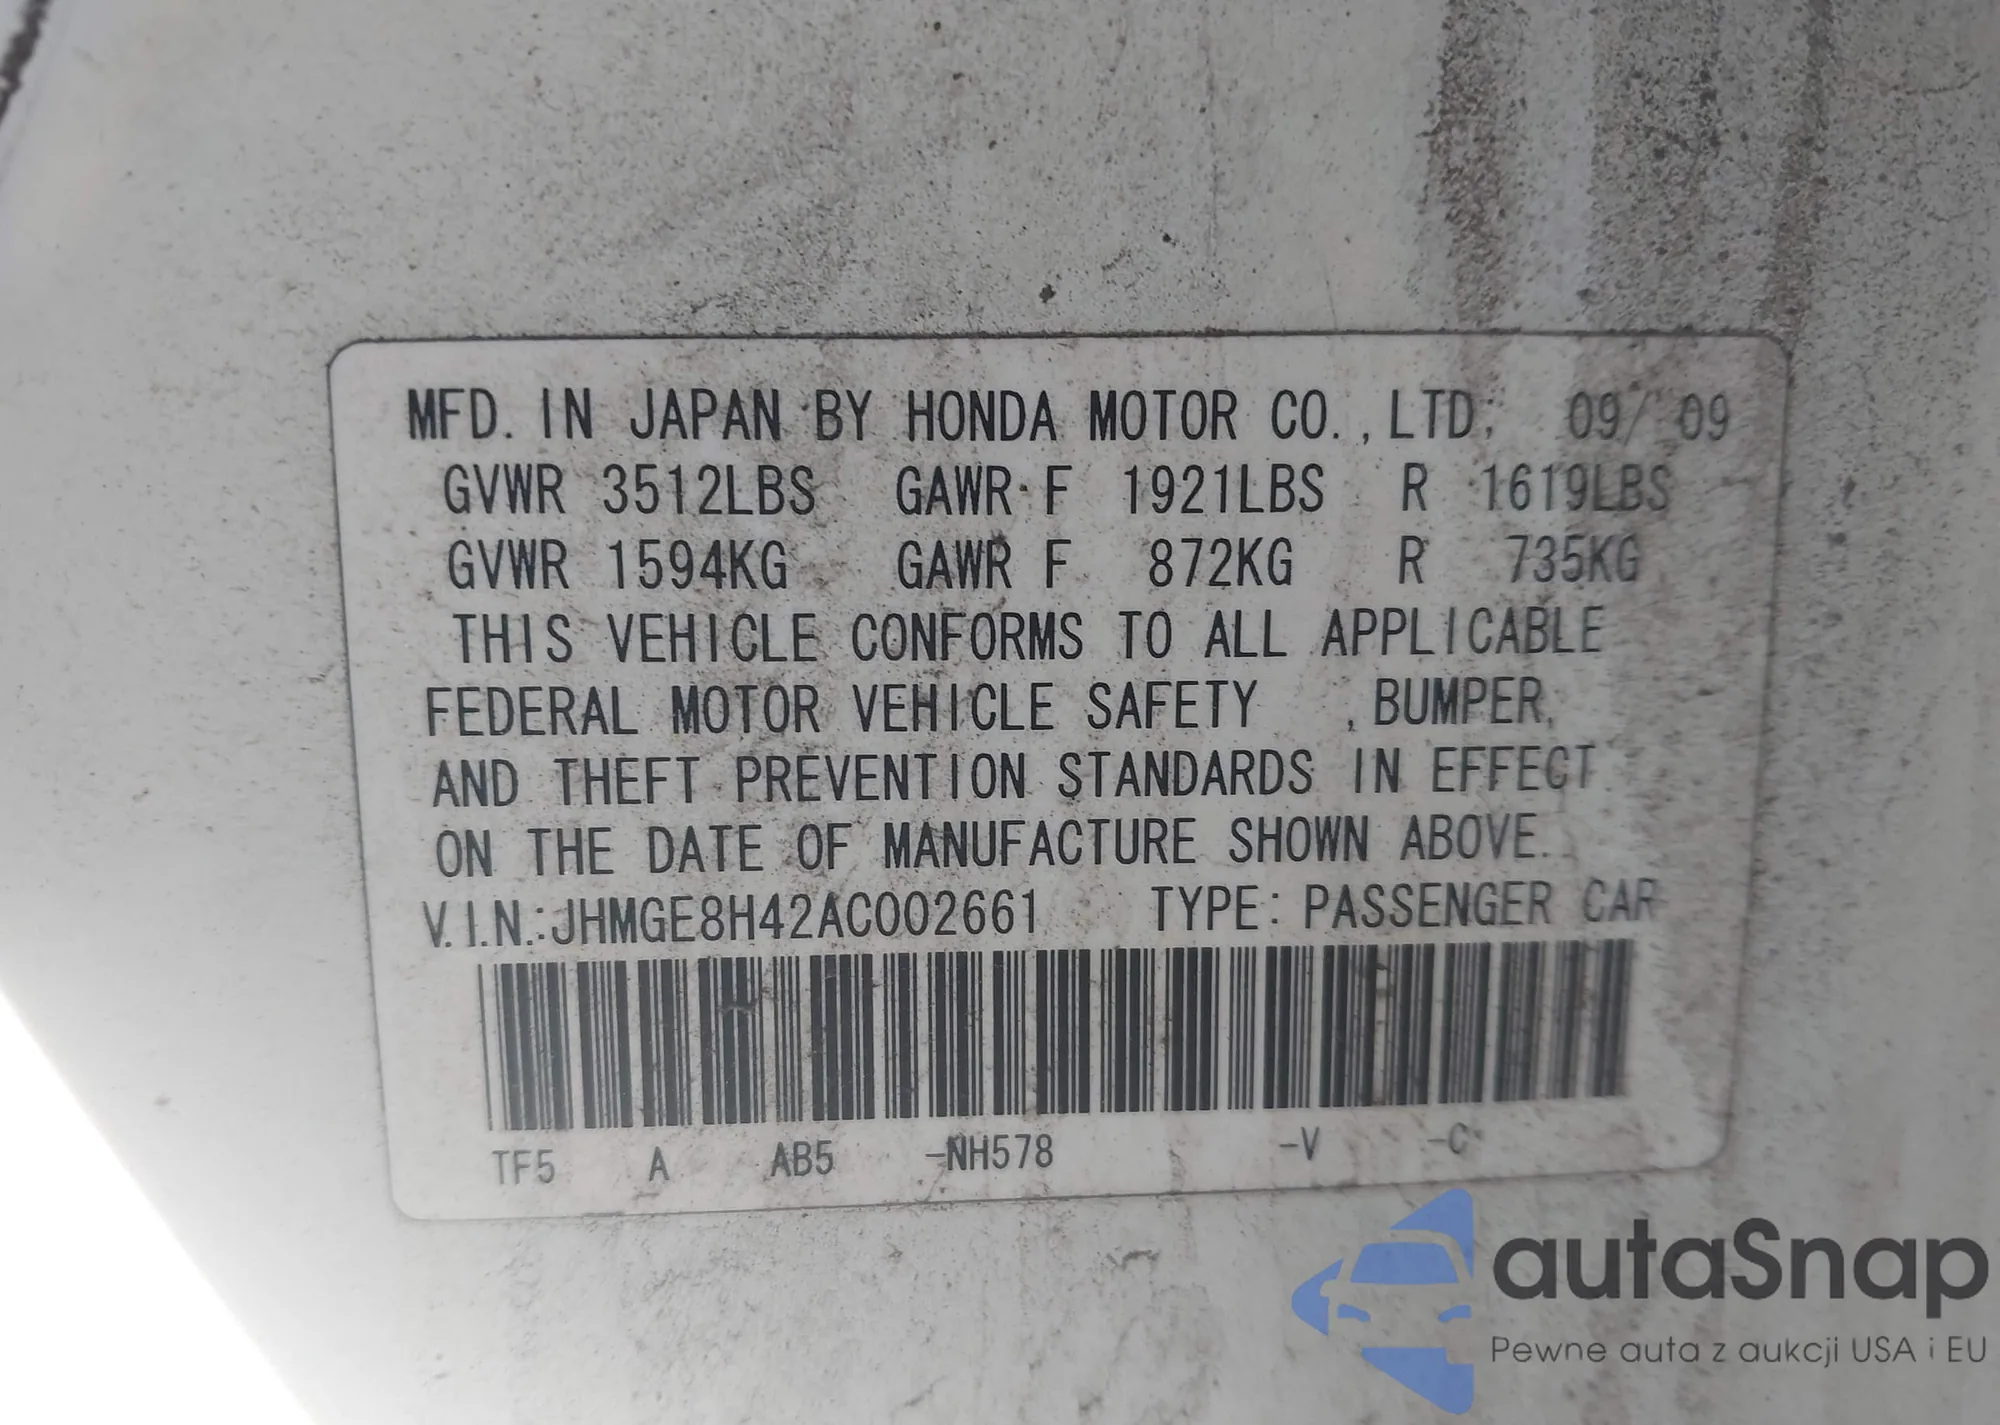 MFD. IN JAPAN BY HONDA MOTOR CO.,LTD; 09/ 09
GVWR 3512LBS GAWR F 1921LBS R 1619LBS
GVWR 1594KG GAWR F 872KG R 735KG
THIS VEHICLE CONFORMS TO ALL APPLICABLE
FEDERAL MOTOR VEHICLE SAFETY , BUMPER,
AND THEFT PREVENTION STANDARDS IN EFFECT
ON THE DATE OF MANUFACTURE SHOWN ABOVE.
V.I.N.:JHMGE8H42AC002661 TYPE: PASSENGER CAR
TF5 A AB5 -NH578 -V -C
autaSnap
Pewne auta z aukcji USA i EU